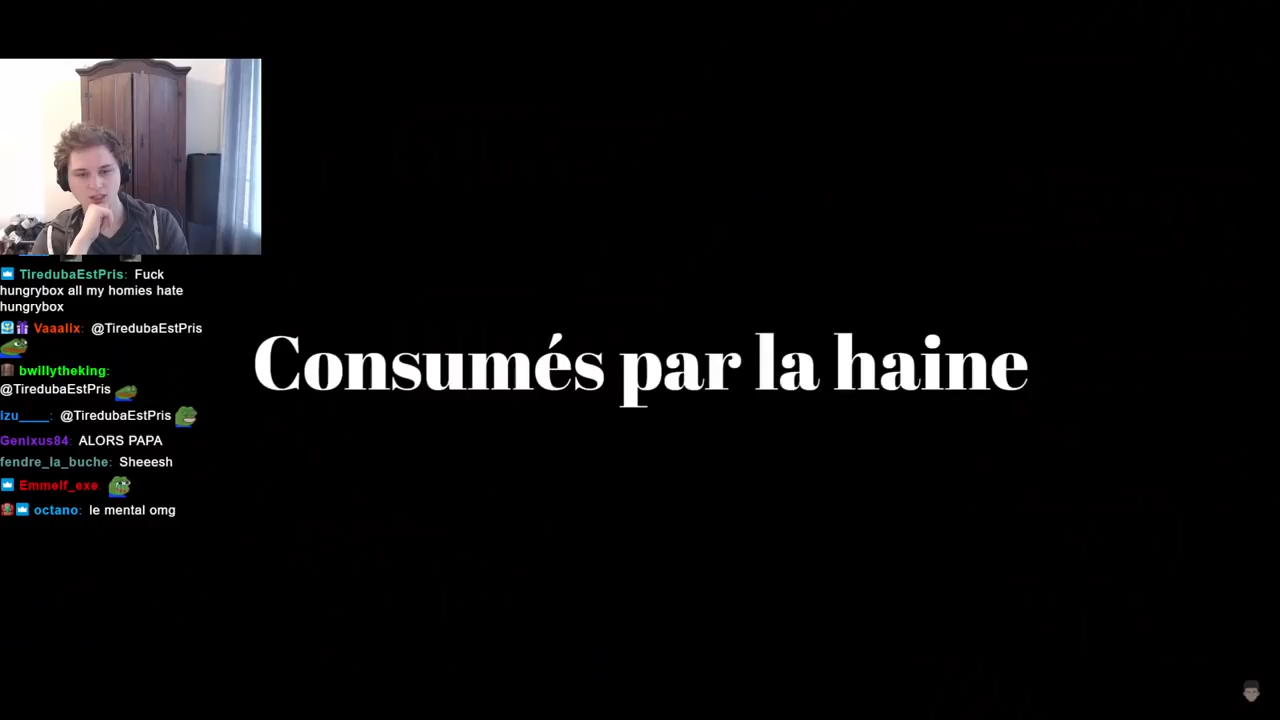 TiredubaEstPris: Fuck
hungrybox all my homies hate
hungrybox
Vaaalix: @TiredubaEstPris
bwillytheking:
@TiredubaEstPris
izu____: @TiredubaEstPris
Genixus84: ALORS PAPA
fendre_la_buche: Sheeesh
Emmelf_exe:
octano: le mental omg
Consumés par la haine